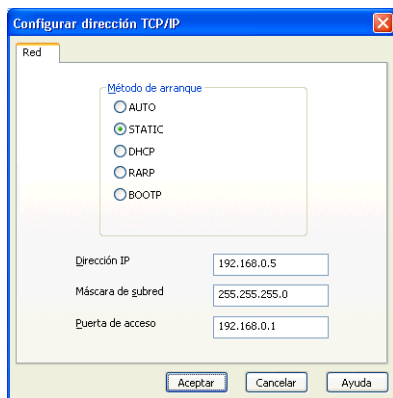 Configurar dirección TCP/IP
Red
Método de arranque
AUTO
STATIC
DHCP
RARP
BOOTP
Dirección IP 192.168.0.5
Máscara de subred 255.255.255.0
Puerta de acceso 192.168.0.1
Aceptar Cancelar Ayuda